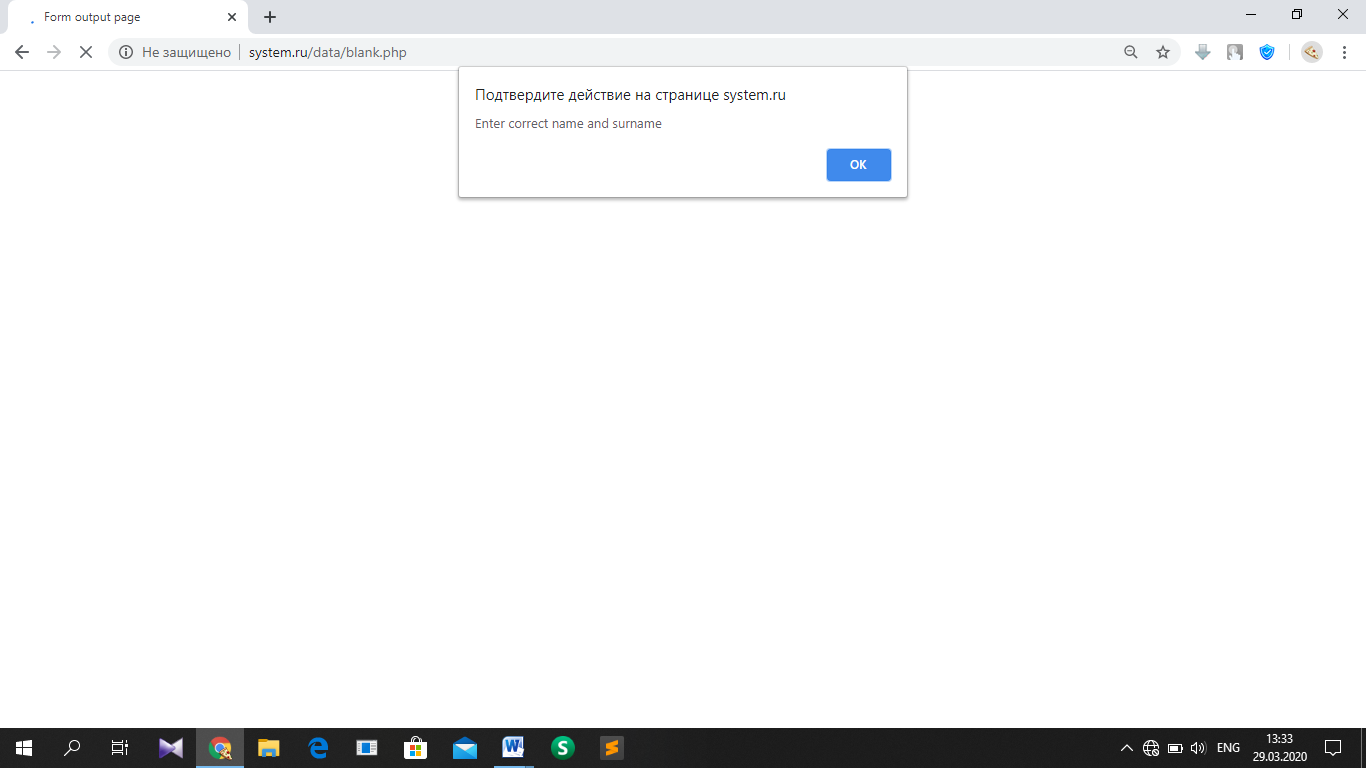 Form output page
Не защищено
system.ru/data/blank.php
Подтвердите действие на странице system.ru
Enter correct name and surname
OK
W
S
ENG
13:33
29.03.2020